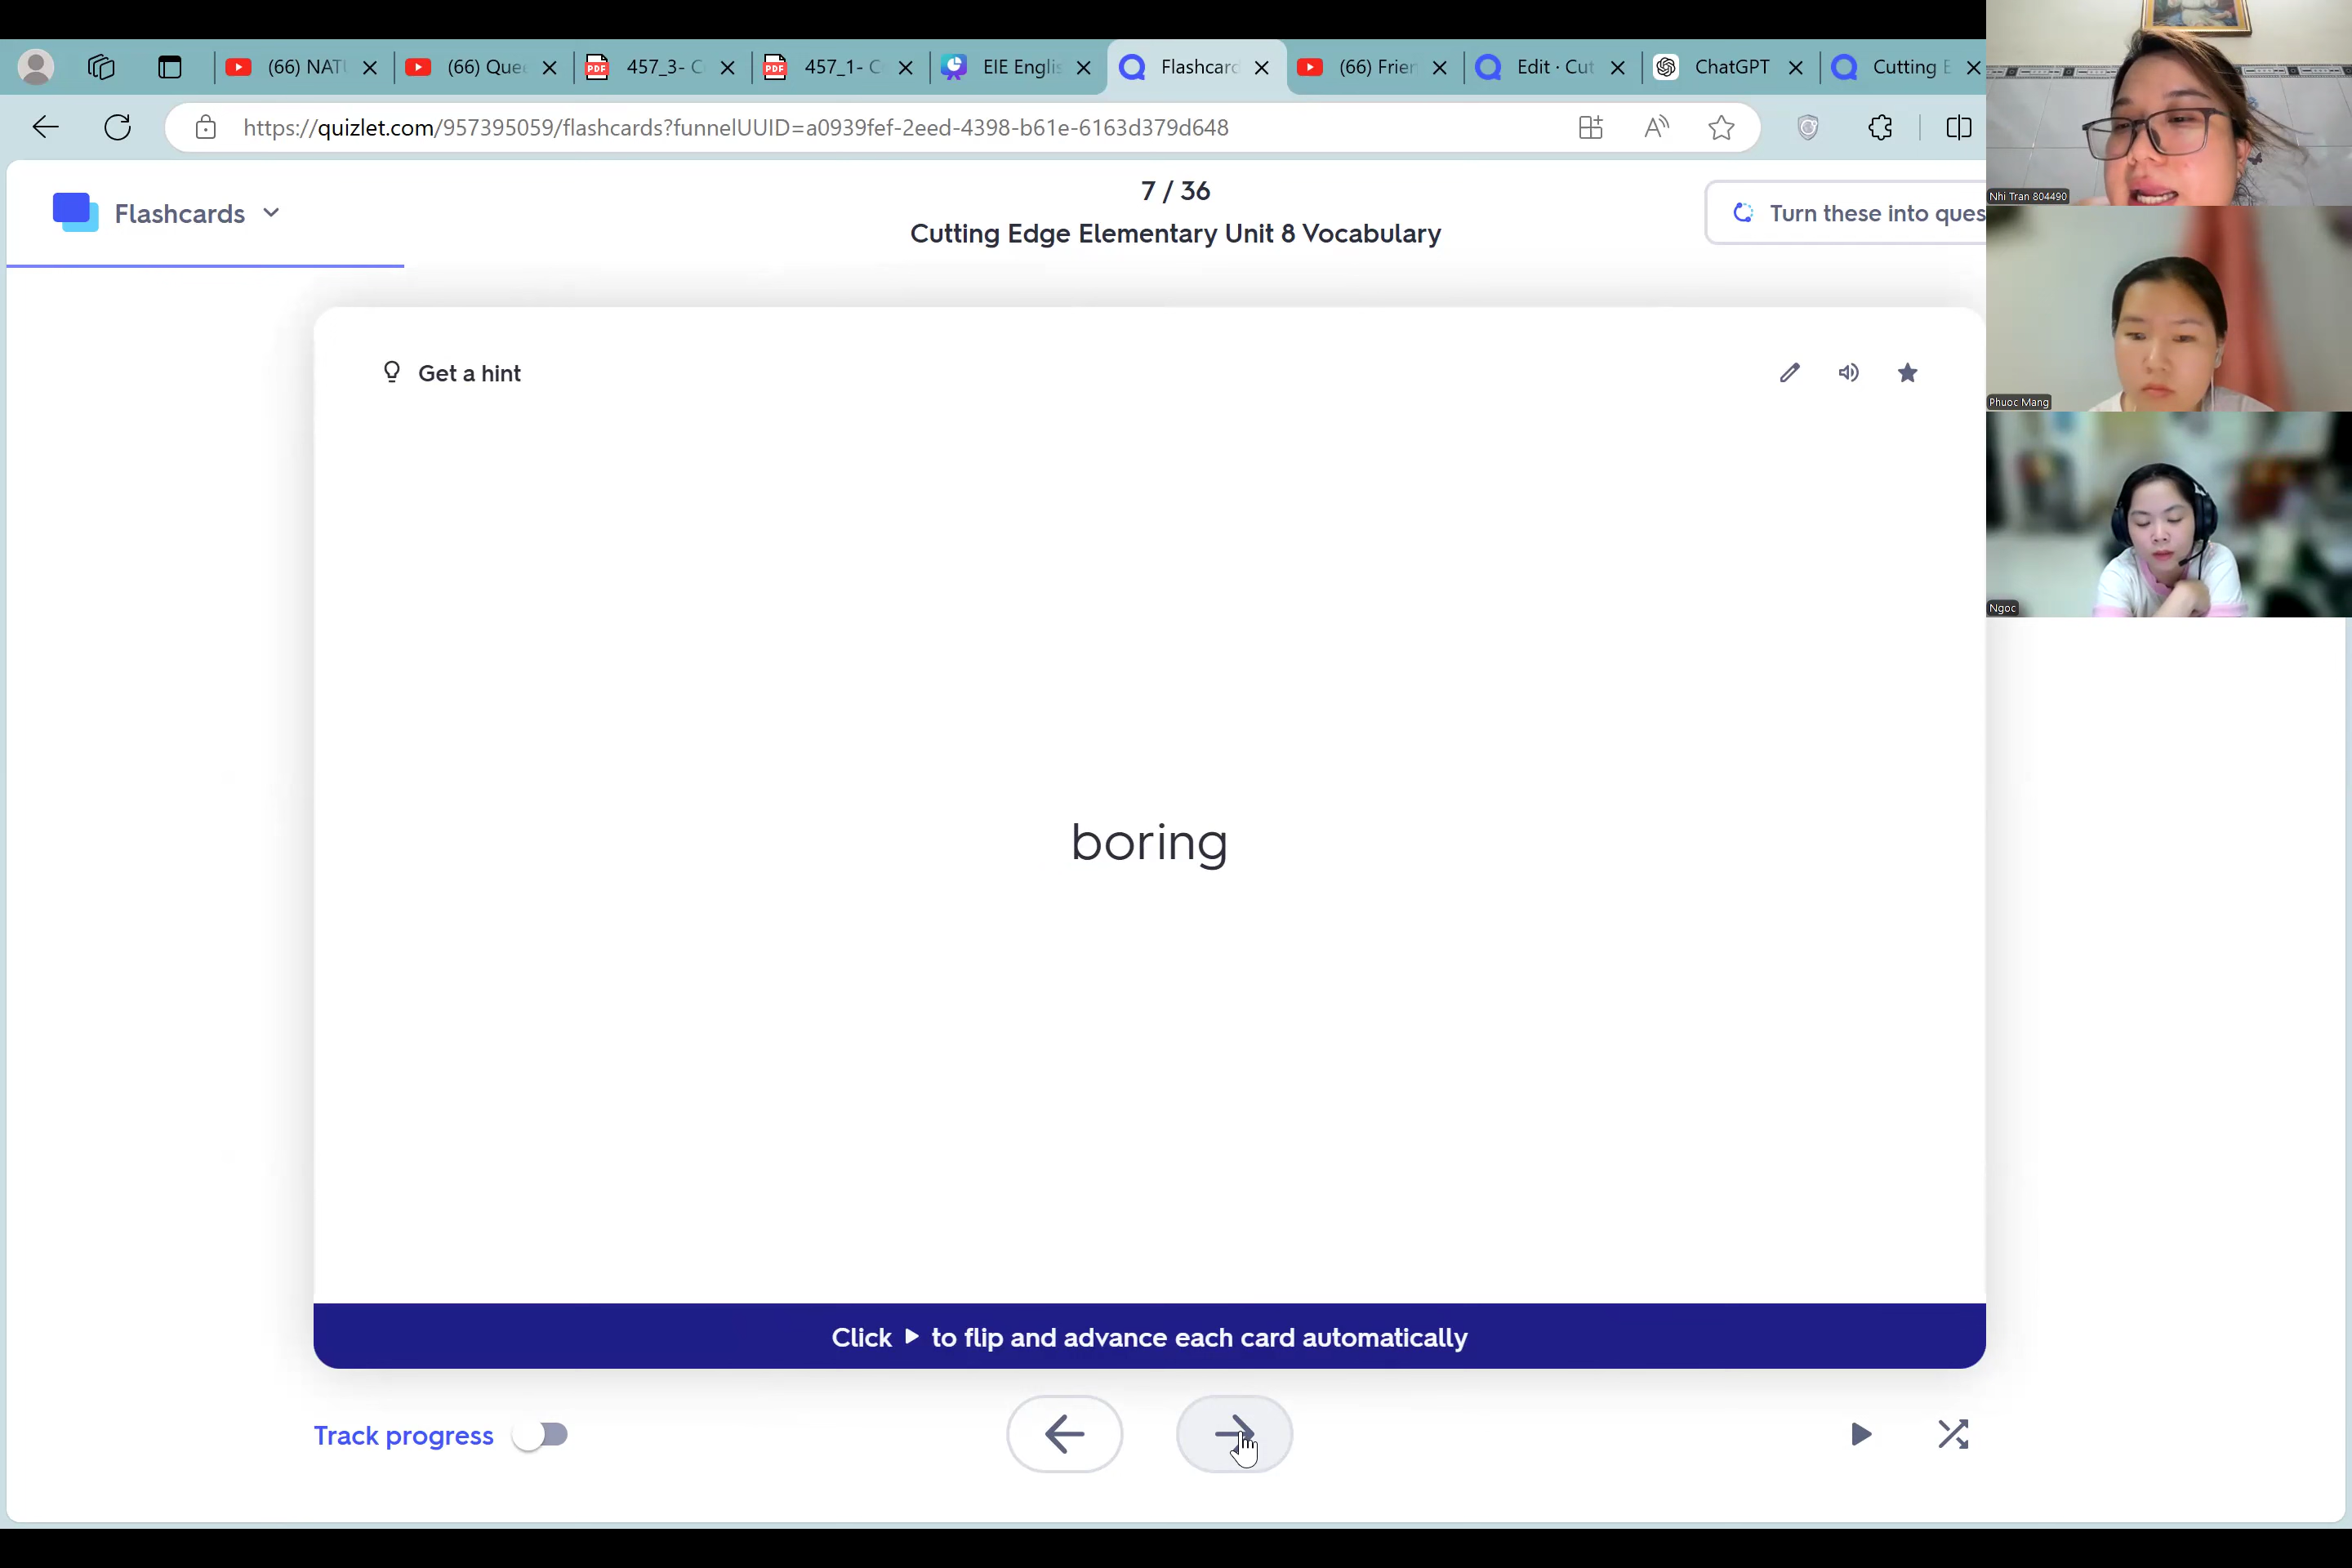 (66) NAT
(66) Que
457_3- C
457_1- C
EIE Englis
Flashcard
(66) Frien
Edit · Cut
ChatGPT
Cutting E
https://quizlet.com/957395059/flashcards?funnelUUID=a0939fef-2eed-4398-b61e-6163d379d648
Flashcards
7 / 36
Cutting Edge Elementary Unit 8 Vocabulary
Turn these into ques
Nhi Tran 804490
Phuoc Mang
Ngoc
Get a hint
boring
Click ▶ to flip and advance each card automatically
Track progress